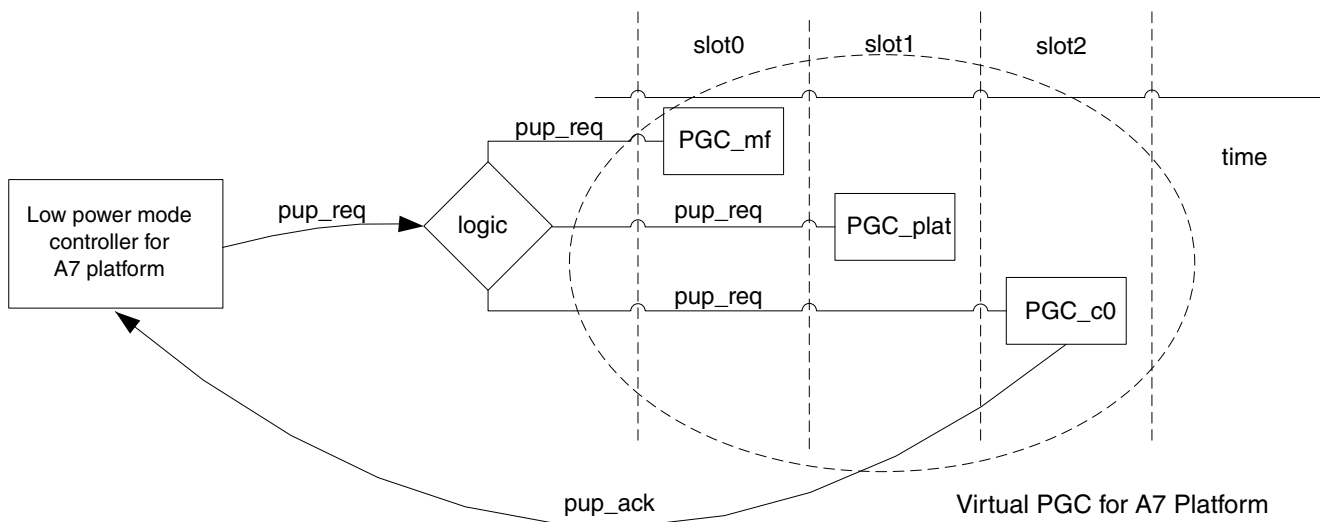 slot0
slot1
slot2
pup_req
PGC_mf
time
Low power mode
controller for
A7 platform
pup_req
logic
pup_req
PGC_plat
pup_req
PGC_c0
pup_ack
Virtual PGC for A7 Platform